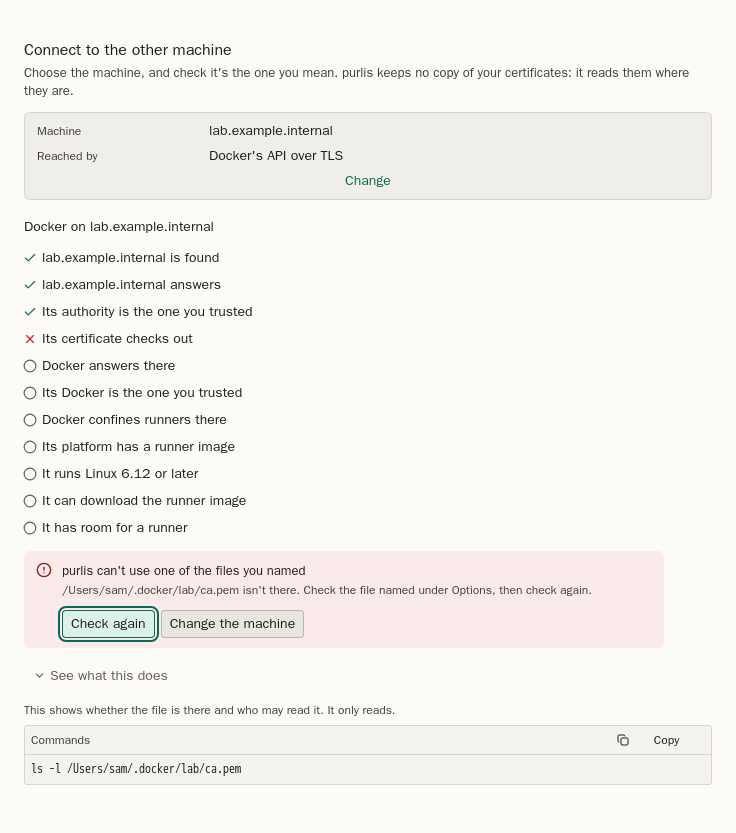 Connect to the other machine
Choose the machine, and check it's the one you mean. purlis keeps no copy of your certificates: it reads them where
they are.
Machine lab.example.internal
Reached by Docker's API over TLS
Change
Docker on lab.example.internal
lab.example.internal is found
lab.example.internal answers
Its authority is the one you trusted
Its certificate checks out
Docker answers there
Its Docker is the one you trusted
Docker confines runners there
Its platform has a runner image
It runs Linux 6.12 or later
It can download the runner image
It has room for a runner
purlis can't use one of the files you named
/Users/sam/.docker/lab/ca.pem isn't there. Check the file named under Options, then check again.
Check again Change the machine
See what this does
This shows whether the file is there and who may read it. It only reads.
Commands Copy
ls -l /Users/sam/.docker/lab/ca.pem